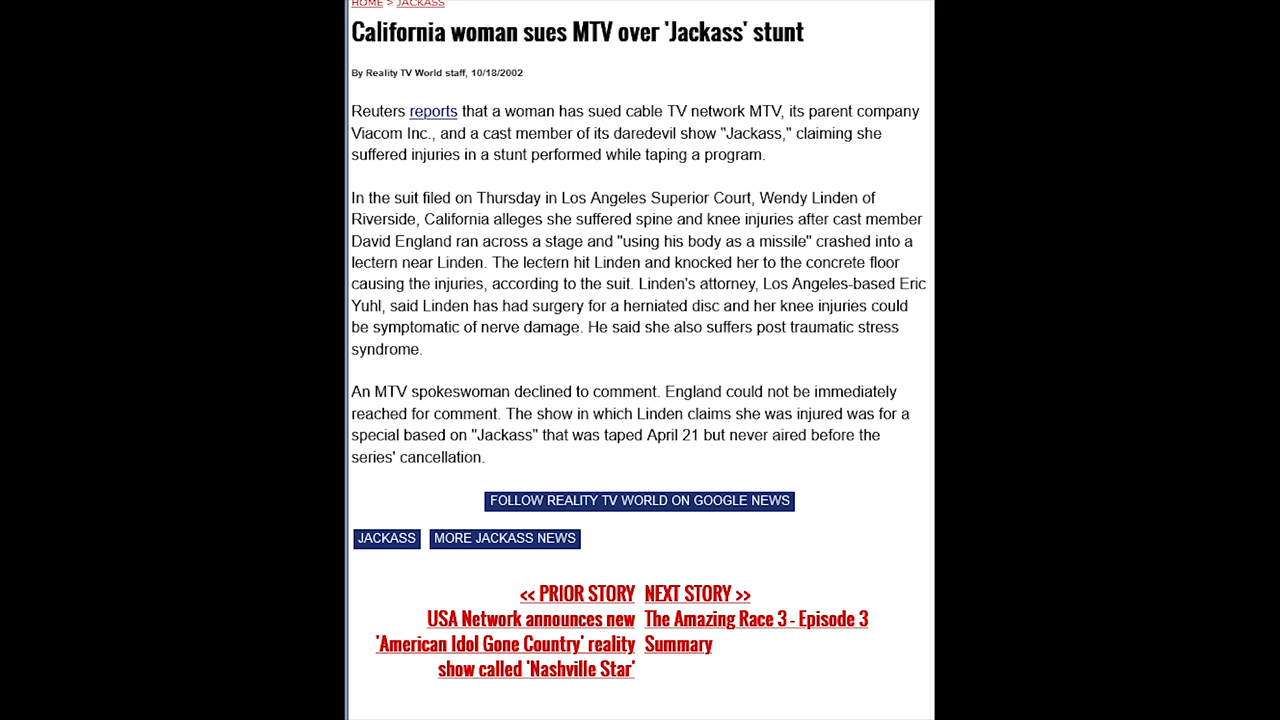 HOME > JACKASS
California woman sues MTV over 'Jackass' stunt
By Reality TV World staff, 10/18/2002
Reuters reports that a woman has sued cable TV network MTV, its parent company
Viacom Inc., and a cast member of its daredevil show "Jackass," claiming she
suffered injuries in a stunt performed while taping a program.
In the suit filed on Thursday in Los Angeles Superior Court, Wendy Linden of
Riverside, California alleges she suffered spine and knee injuries after cast member
David England ran across a stage and "using his body as a missile" crashed into a
lectern near Linden. The lectern hit Linden and knocked her to the concrete floor
causing the injuries, according to the suit. Linden's attorney, Los Angeles-based Eric
Yuhl, said Linden has had surgery for a herniated disc and her knee injuries could
be symptomatic of nerve damage. He said she also suffers post traumatic stress
syndrome.
An MTV spokeswoman declined to comment. England could not be immediately
reached for comment. The show in which Linden claims she was injured was for a
special based on "Jackass" that was taped April 21 but never aired before the
series' cancellation.
FOLLOW REALITY TV WORLD ON GOOGLE NEWS
JACKASS MORE JACKASS NEWS
<< PRIOR STORY
USA Network announces new
'American Idol Gone Country' reality
show called 'Nashville Star'
NEXT STORY >>
The Amazing Race 3 - Episode 3
Summary